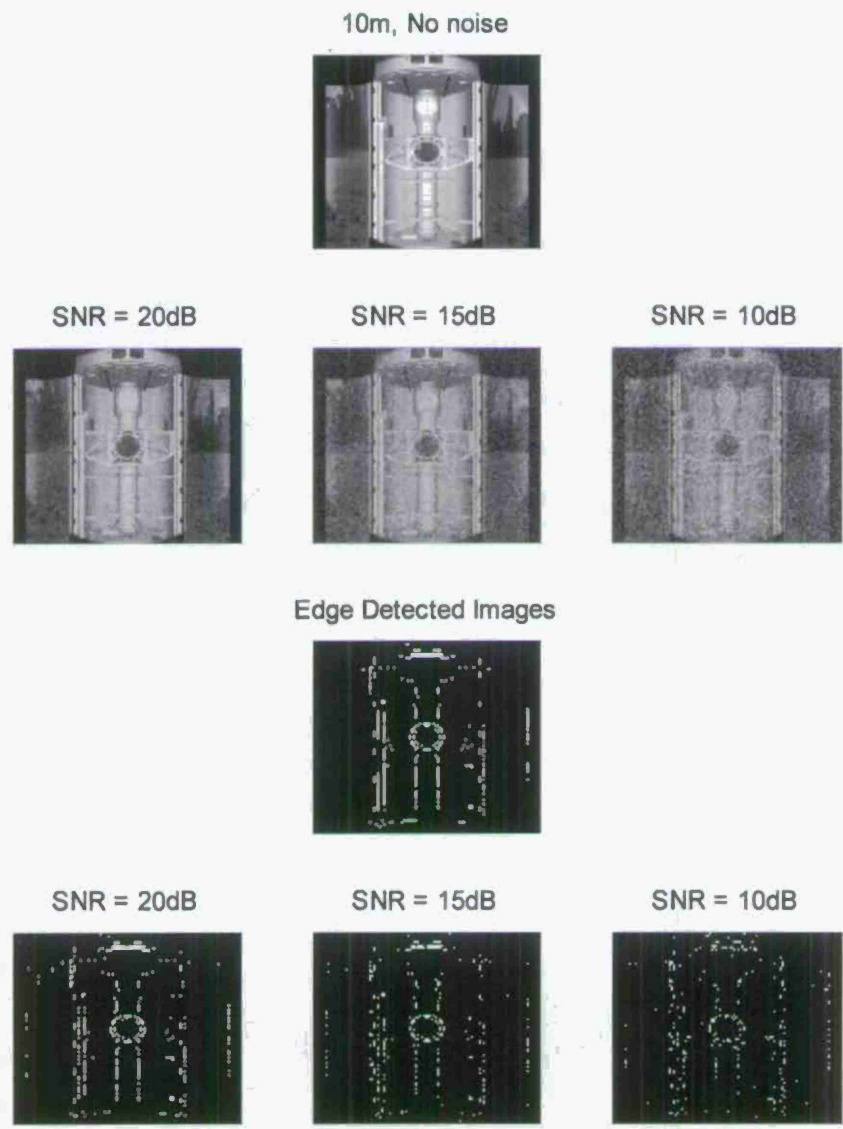 10m, No noise
SNR = 20dB
SNR = 15dB
SNR = 10dB
Edge Detected Images
SNR = 20dB
SNR = 15dB
SNR = 10dB